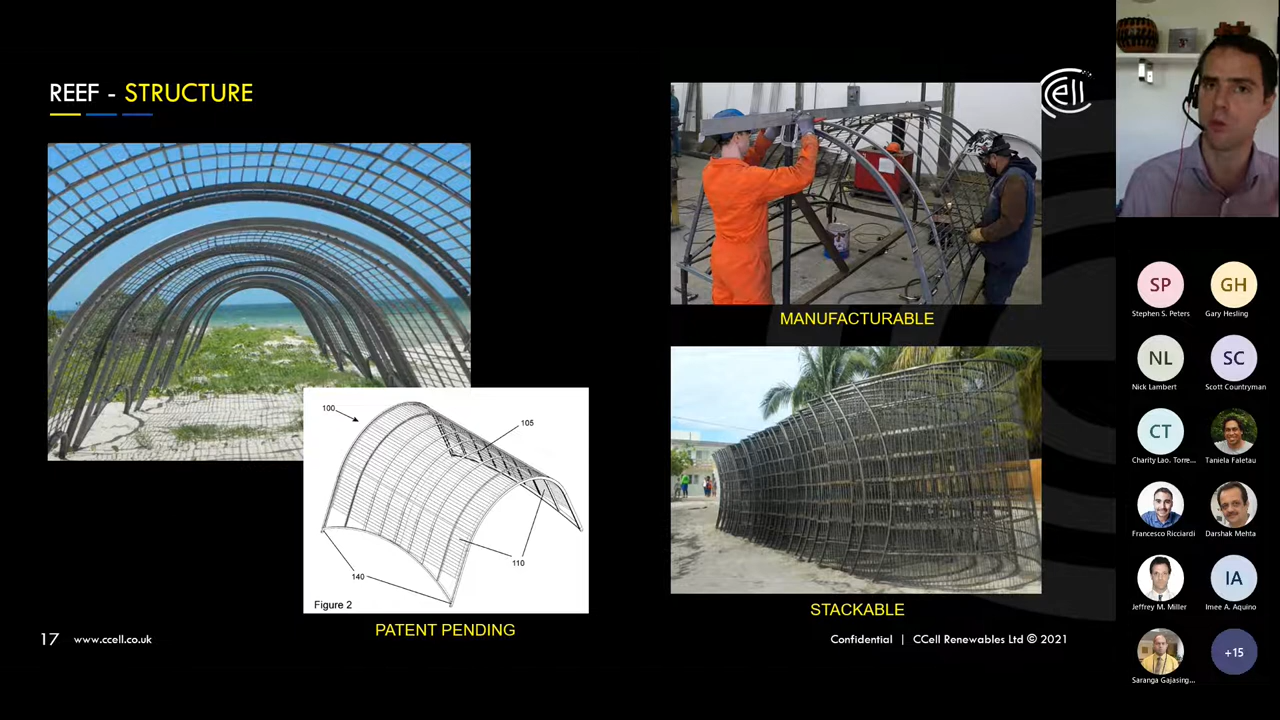 REEF - STRUCTURE
ccell
MANUFACTURABLE
100
105
110
140
Figure 2
PATENT PENDING
STACKABLE
17 www.ccell.co.uk
Confidential | CCell Renewables Ltd © 2021
SP GH
Stephen S. Peters Gary Hesling
NL SC
Nick Lambert Scott Countryman
CT
Charity Lao. Torre... Taniela Faletau
Francesco Ricciardi Darshak Mehta
IA
Jeffrey M. Miller Imee A. Aquino
+15
Saranga Gajasing...